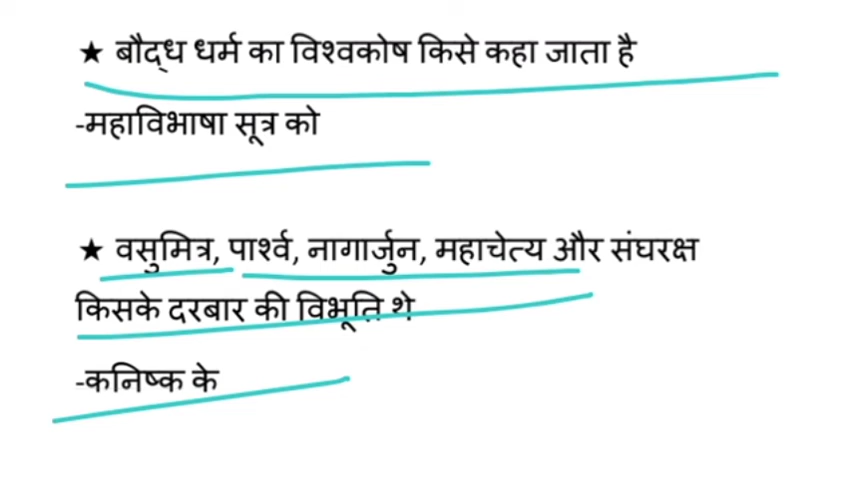 ★ बौद्ध धर्म का विश्वकोष किसे कहा जाता है
-महाविभाषा सूत्र को
★ वसुमित्र, पार्श्व, नागार्जुन, महाचेत्य और संघरक्ष
किसके दरबार की विभूति थे
-कनिष्क के